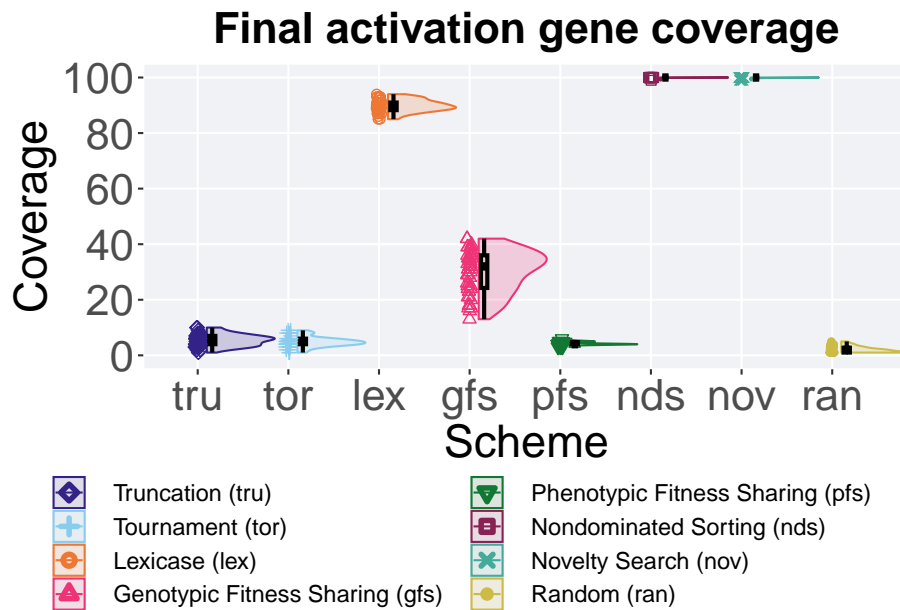 Final activation gene coverage
Coverage
100
80
60
40
20
0
tru tor lex gfs pfs nds nov ran
Scheme
Truncation (tru)
Tournament (tor)
Lexicase (lex)
Genotypic Fitness Sharing (gfs)
Phenotypic Fitness Sharing (pfs)
Nondominated Sorting (nds)
Novelty Search (nov)
Random (ran)